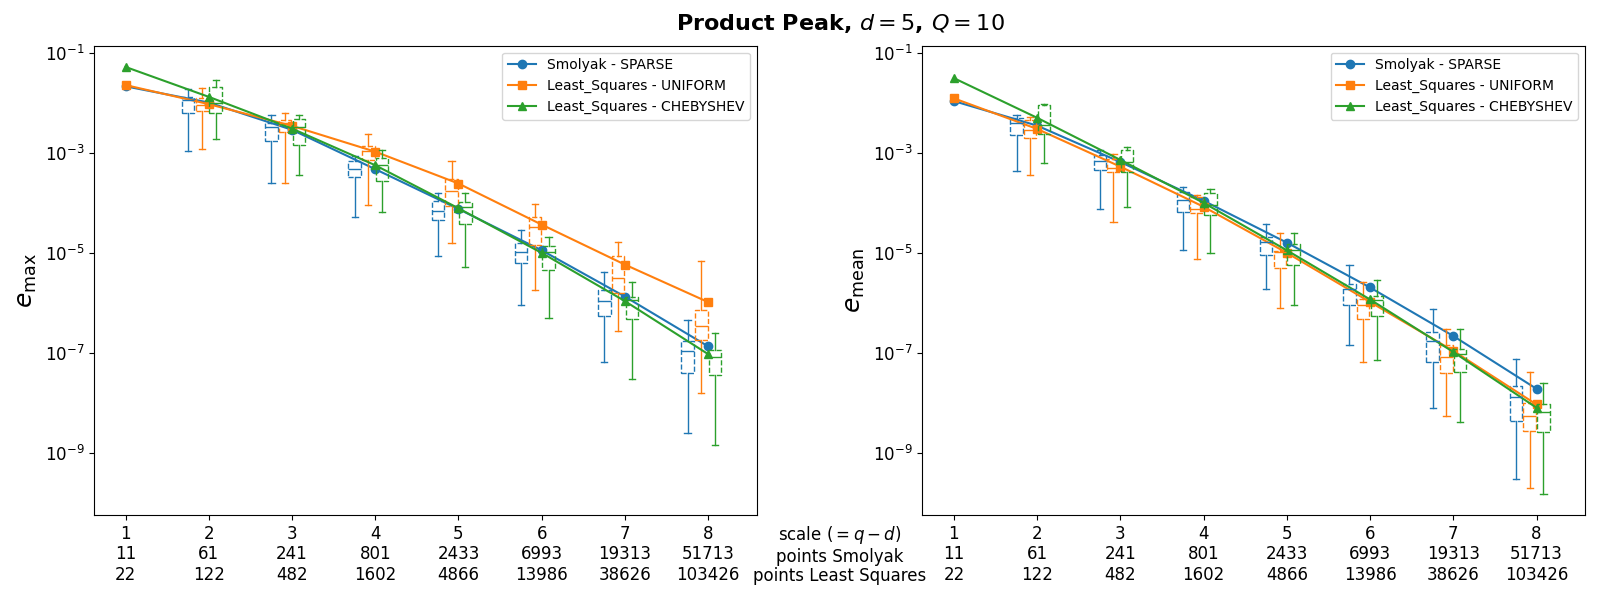 Product Peak, d = 5, Q = 10
10⁻¹
10⁻³
10⁻⁵
10⁻⁷
10⁻⁹
e_max
Smolyak - SPARSE
Least_Squares - UNIFORM
Least_Squares - CHEBYSHEV
1 2 3 4 5 6 7 8
11 61 241 801 2433 6993 19313 51713
22 122 482 1602 4866 13986 38626 103426
scale (= q − d)
points Smolyak
points Least Squares
10⁻¹
10⁻³
10⁻⁵
10⁻⁷
10⁻⁹
e_mean
Smolyak - SPARSE
Least_Squares - UNIFORM
Least_Squares - CHEBYSHEV
1 2 3 4 5 6 7 8
11 61 241 801 2433 6993 19313 51713
22 122 482 1602 4866 13986 38626 103426